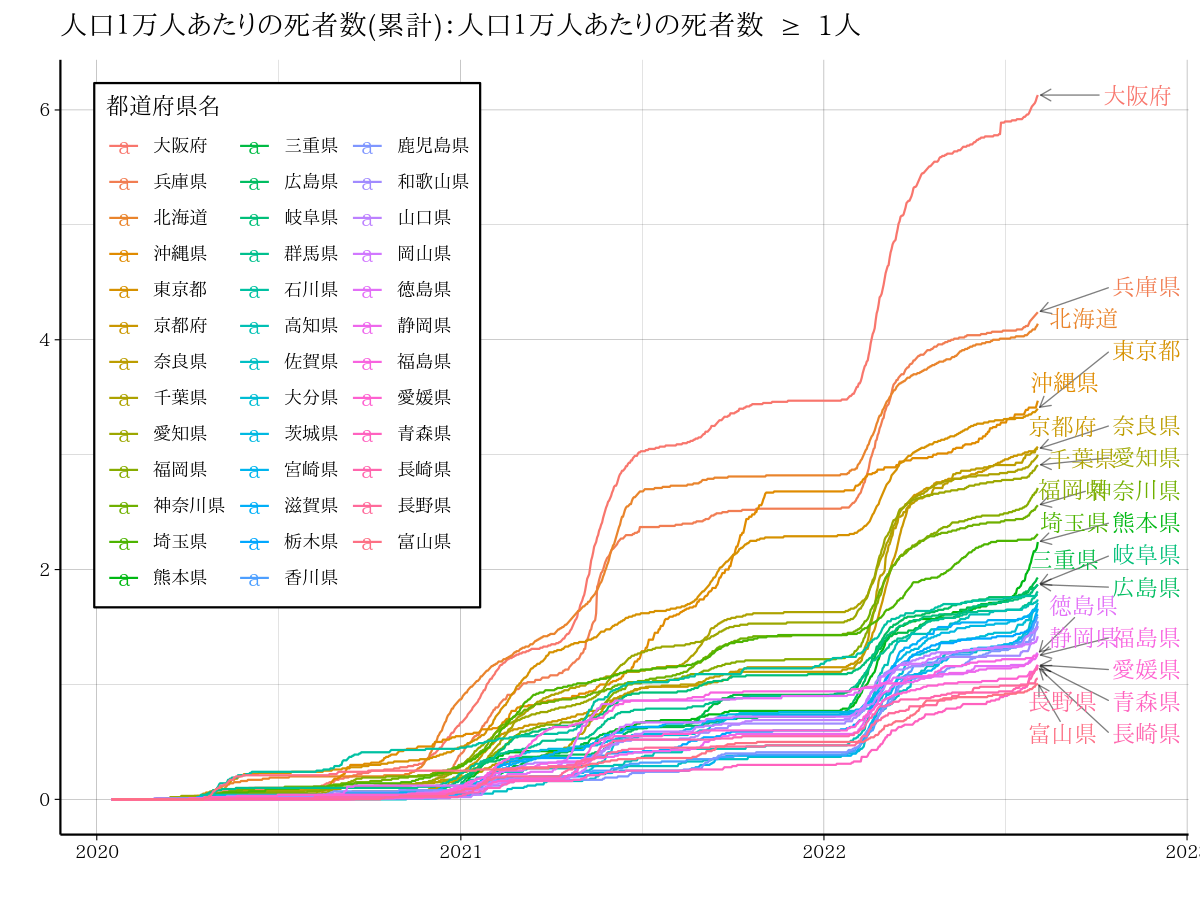 人口1万人あたりの死者数(累計):人口1万人あたりの死者数 ≥ 1人
都道府県名
a 大阪府 a 三重県 a 鹿児島県
a 兵庫県 a 広島県 a 和歌山県
a 北海道 a 岐阜県 a 山口県
a 沖縄県 a 群馬県 a 岡山県
a 東京都 a 石川県 a 徳島県
a 京都府 a 高知県 a 静岡県
a 奈良県 a 佐賀県 a 福島県
a 千葉県 a 大分県 a 愛媛県
a 愛知県 a 茨城県 a 青森県
a 福岡県 a 宮崎県 a 長崎県
a 神奈川県 a 滋賀県 a 長野県
a 埼玉県 a 栃木県 a 富山県
a 熊本県 a 香川県
6
4
2
0
大阪府
兵庫県
北海道
東京都
沖縄県
京都府 奈良県
千葉県 愛知県
福岡県 神奈川県
埼玉県 熊本県
三重県 岐阜県
広島県
徳島県
静岡県 福島県
愛媛県
長野県 青森県
富山県 長崎県
2020 2021 2022 202